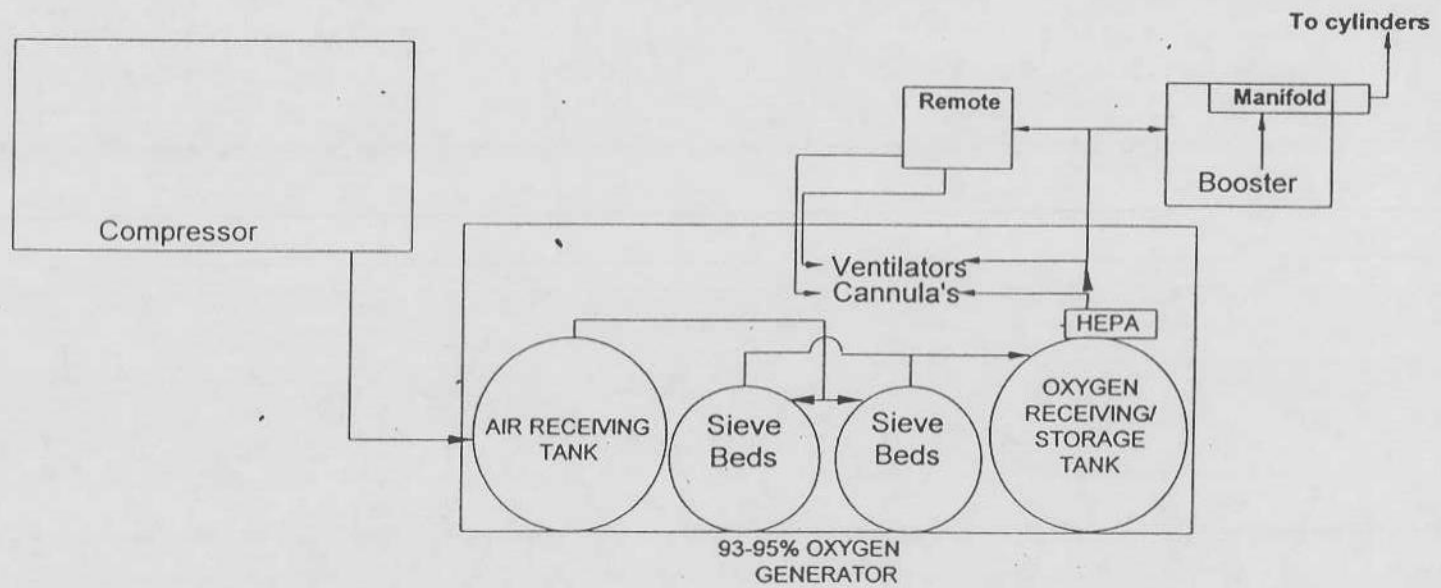 To cylinders
Remote
Manifold
Booster
Compressor
Ventilators
Cannula's
HEPA
AIR RECEIVING
TANK
Sieve
Beds
Sieve
Beds
OXYGEN
RECEIVING/
STORAGE
TANK
93-95% OXYGEN
GENERATOR